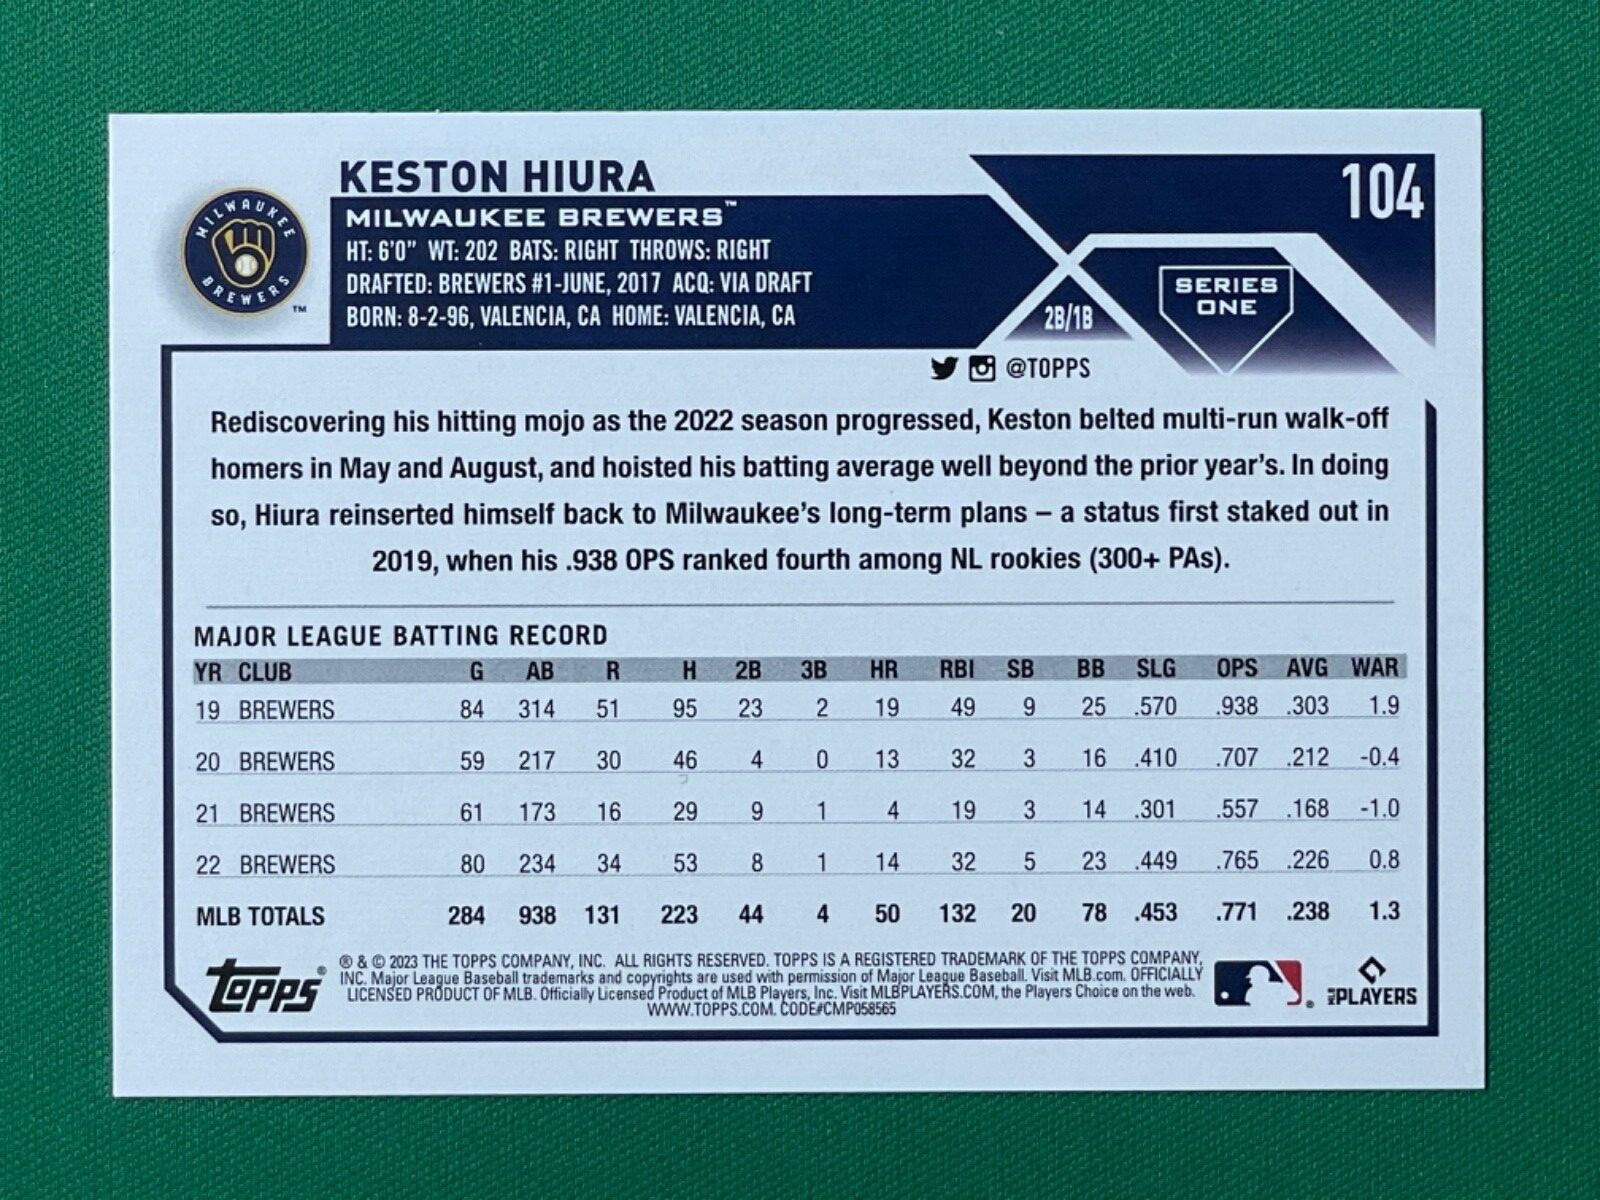 KESTON HIURA
104
MILWAUKEE BREWERS
MILWAUKEE BREWERS™
HT: 6'0" WT: 202 BATS: RIGHT THROWS: RIGHT
DRAFTED: BREWERS #1-JUNE, 2017 ACQ: VIA DRAFT
BORN: 8-2-96, VALENCIA, CA HOME: VALENCIA, CA
™
2B/1B
SERIES
ONE
@TOPPS
Rediscovering his hitting mojo as the 2022 season progressed, Keston belted multi-run walk-off
homers in May and August, and hoisted his batting average well beyond the prior year's. In doing
so, Hiura reinserted himself back to Milwaukee's long-term plans – a status first staked out in
2019, when his .938 OPS ranked fourth among NL rookies (300+ PAs).
MAJOR LEAGUE BATTING RECORD
YR CLUB G AB R H 2B 3B HR RBI SB BB SLG OPS AVG WAR
19 BREWERS 84 314 51 95 23 2 19 49 9 25 .570 .938 .303 1.9
20 BREWERS 59 217 30 46 4 0 13 32 3 16 .410 .707 .212 -0.4
21 BREWERS 61 173 16 29 9 1 4 19 3 14 .301 .557 .168 -1.0
22 BREWERS 80 234 34 53 8 1 14 32 5 23 .449 .765 .226 0.8
MLB TOTALS 284 938 131 223 44 4 50 132 20 78 .453 .771 .238 1.3
topps®
® & © 2023 THE TOPPS COMPANY, INC. ALL RIGHTS RESERVED. TOPPS IS A REGISTERED TRADEMARK OF THE TOPPS COMPANY,
INC. Major League Baseball trademarks and copyrights are used with permission of Major League Baseball. Visit MLB.com. OFFICIALLY
LICENSED PRODUCT OF MLB. Officially Licensed Product of MLB Players, Inc. Visit MLBPLAYERS.COM, the Players Choice on the web.
WWW.TOPPS.COM. CODE#CMP058565
®
MLB PLAYERS